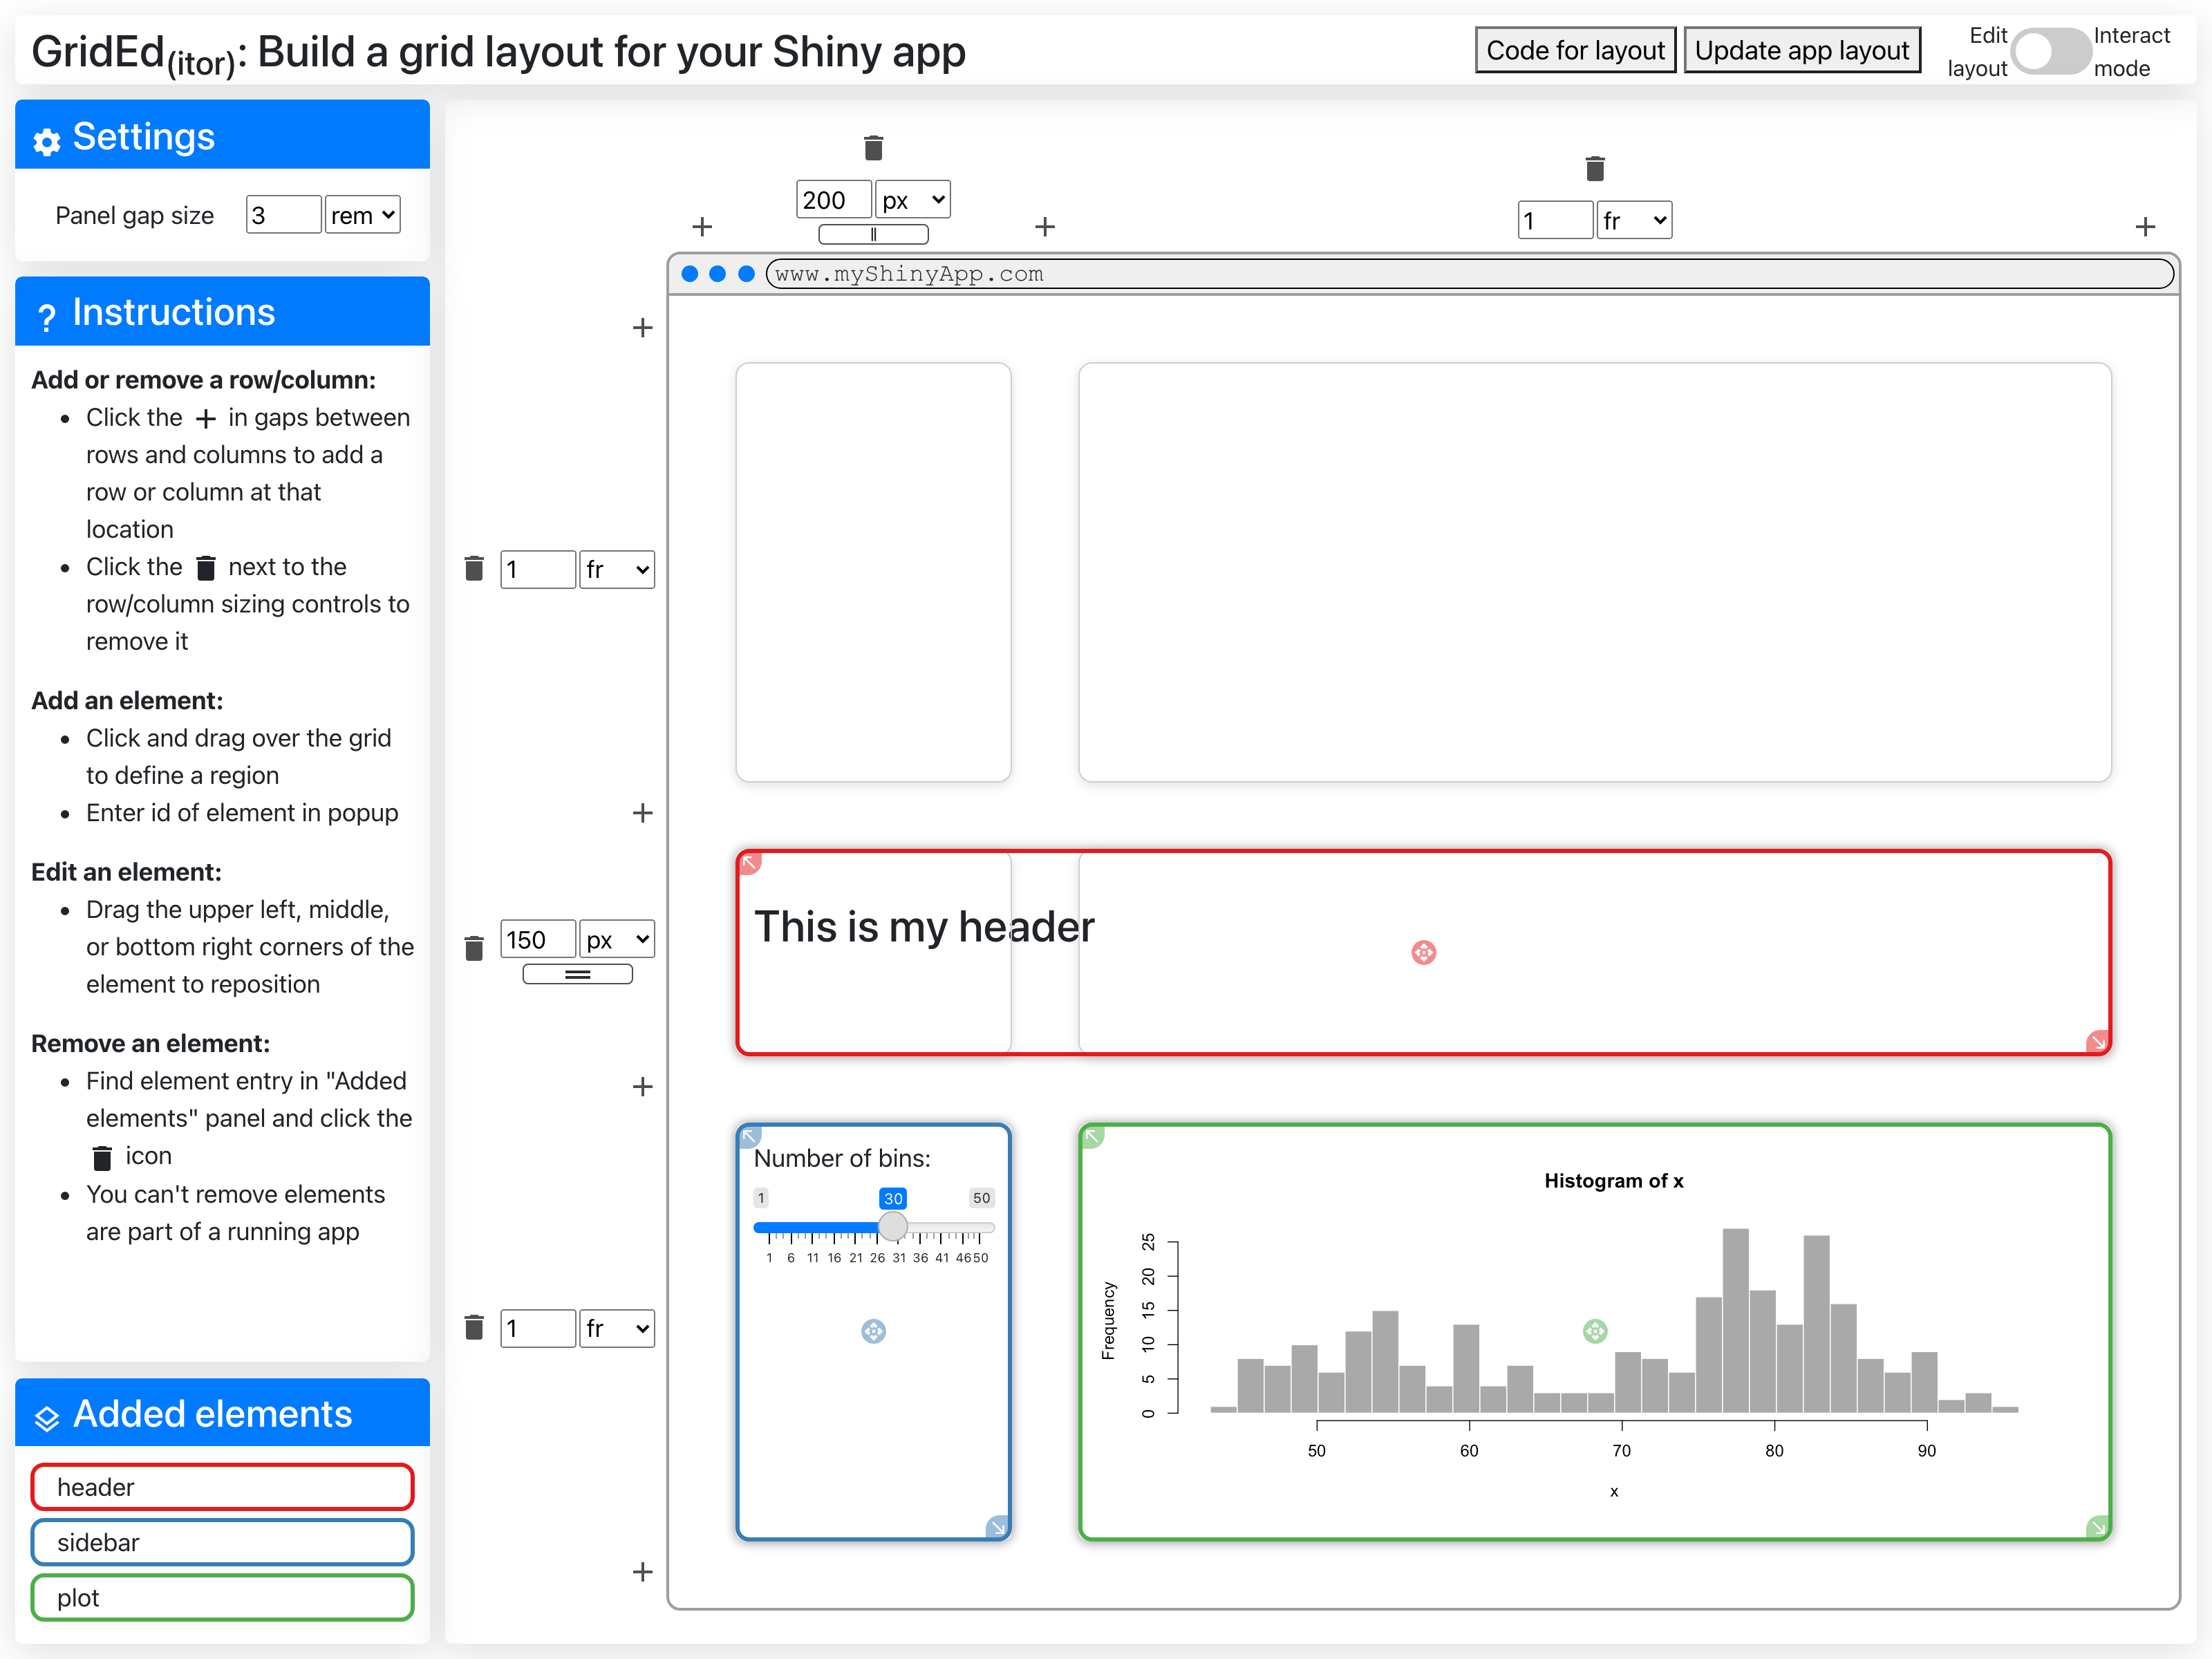 GridEd(itor): Build a grid layout for your Shiny app
Code for layout
Update app layout
Edit layout
Interact mode
Settings
Panel gap size 3 rem
Instructions
Add or remove a row/column:
Click the + in gaps between
rows and columns to add a
row or column at that
location
Click the next to the
row/column sizing controls to
remove it
Add an element:
Click and drag over the grid
to define a region
Enter id of element in popup
Edit an element:
Drag the upper left, middle,
or bottom right corners of the
element to reposition
Remove an element:
Find element entry in "Added
elements" panel and click the
icon
You can't remove elements
are part of a running app
Added elements
header
sidebar
plot
200 px
1 fr
www.myShinyApp.com
1 fr
150 px
This is my header
1 fr
Number of bins:
1 30 50
1 6 11 16 21 26 31 36 41 46 50
Histogram of x
Frequency
0 5 10 15 20 25
50 60 70 80 90
x